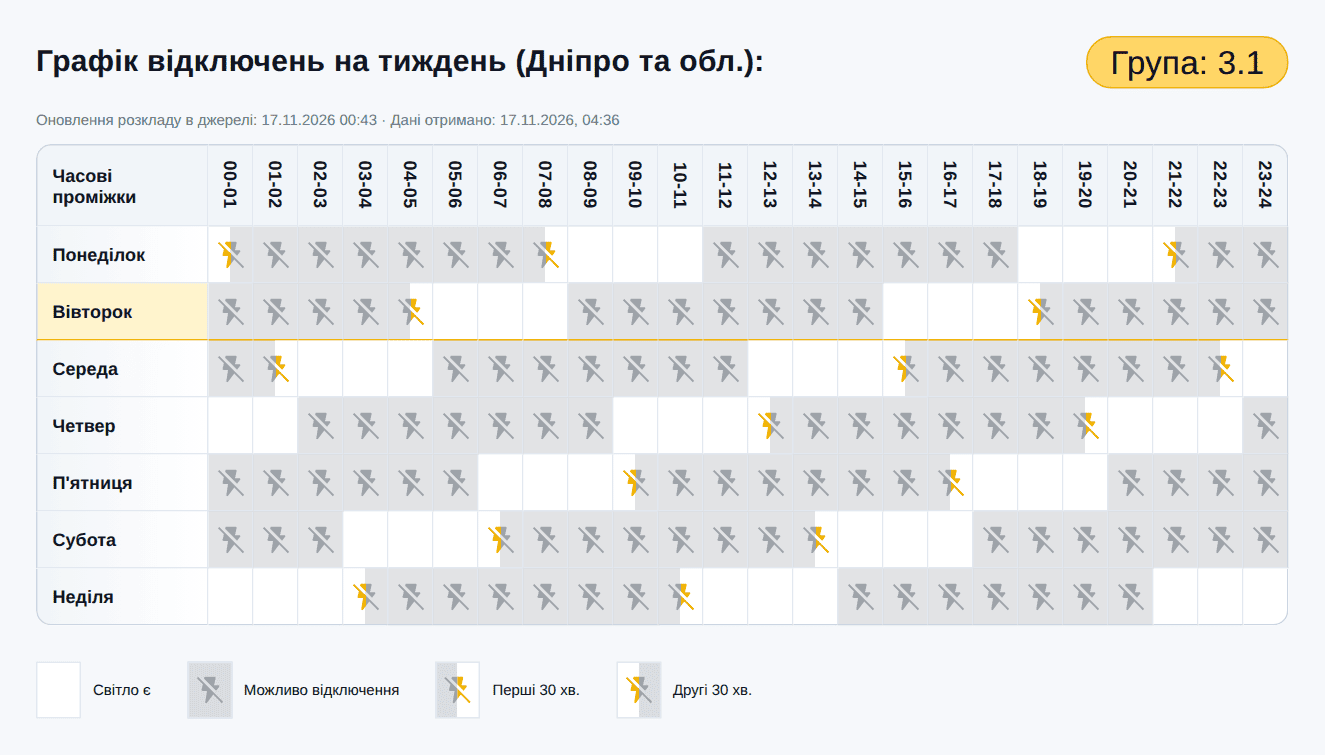 Графік відключень на тиждень (Дніпро та обл.):
Група: 3.1
Оновлення розкладу в джерелі: 17.11.2026 00:43 · Дані отримано: 17.11.2026, 04:36
Часові
проміжки
00-01
01-02
02-03
03-04
04-05
05-06
06-07
07-08
08-09
09-10
10-11
11-12
12-13
13-14
14-15
15-16
16-17
17-18
18-19
19-20
20-21
21-22
22-23
23-24
Понеділок
Вівторок
Середа
Четвер
П'ятниця
Субота
Неділя
Світло є
Можливо відключення
Перші 30 хв.
Другі 30 хв.